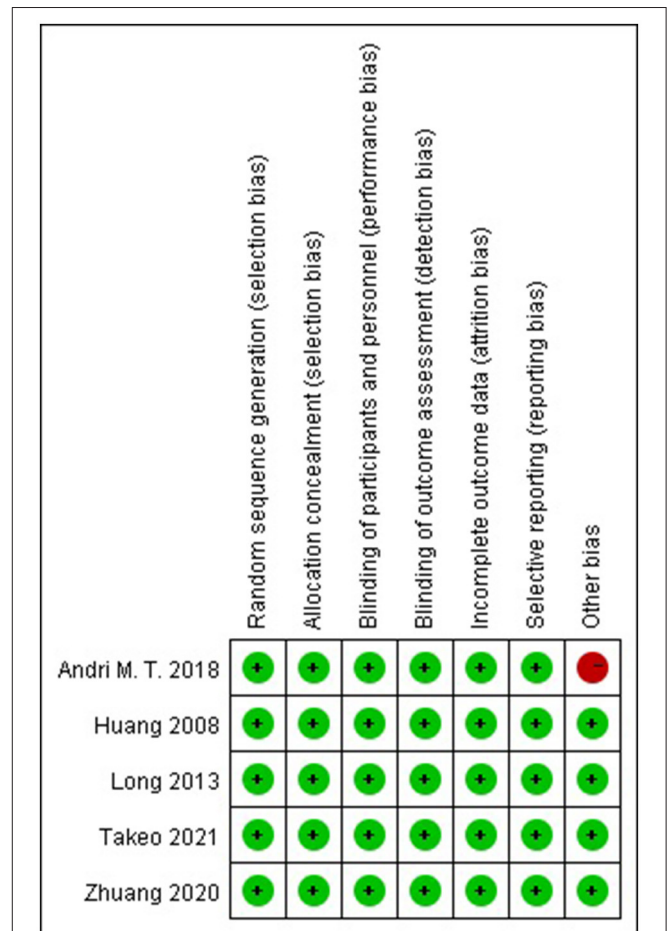 Random sequence generation (selection bias)
Allocation concealment (selection bias)
Blinding of participants and personnel (performance bias)
Blinding of outcome assessment (detection bias)
Incomplete outcome data (attrition bias)
Selective reporting (reporting bias)
Other bias
Andri M. T. 2018 + + + + + + -
Huang 2008 + + + + + + +
Long 2013 + + + + + + +
Takeo 2021 + + + + + + +
Zhuang 2020 + + + + + + +